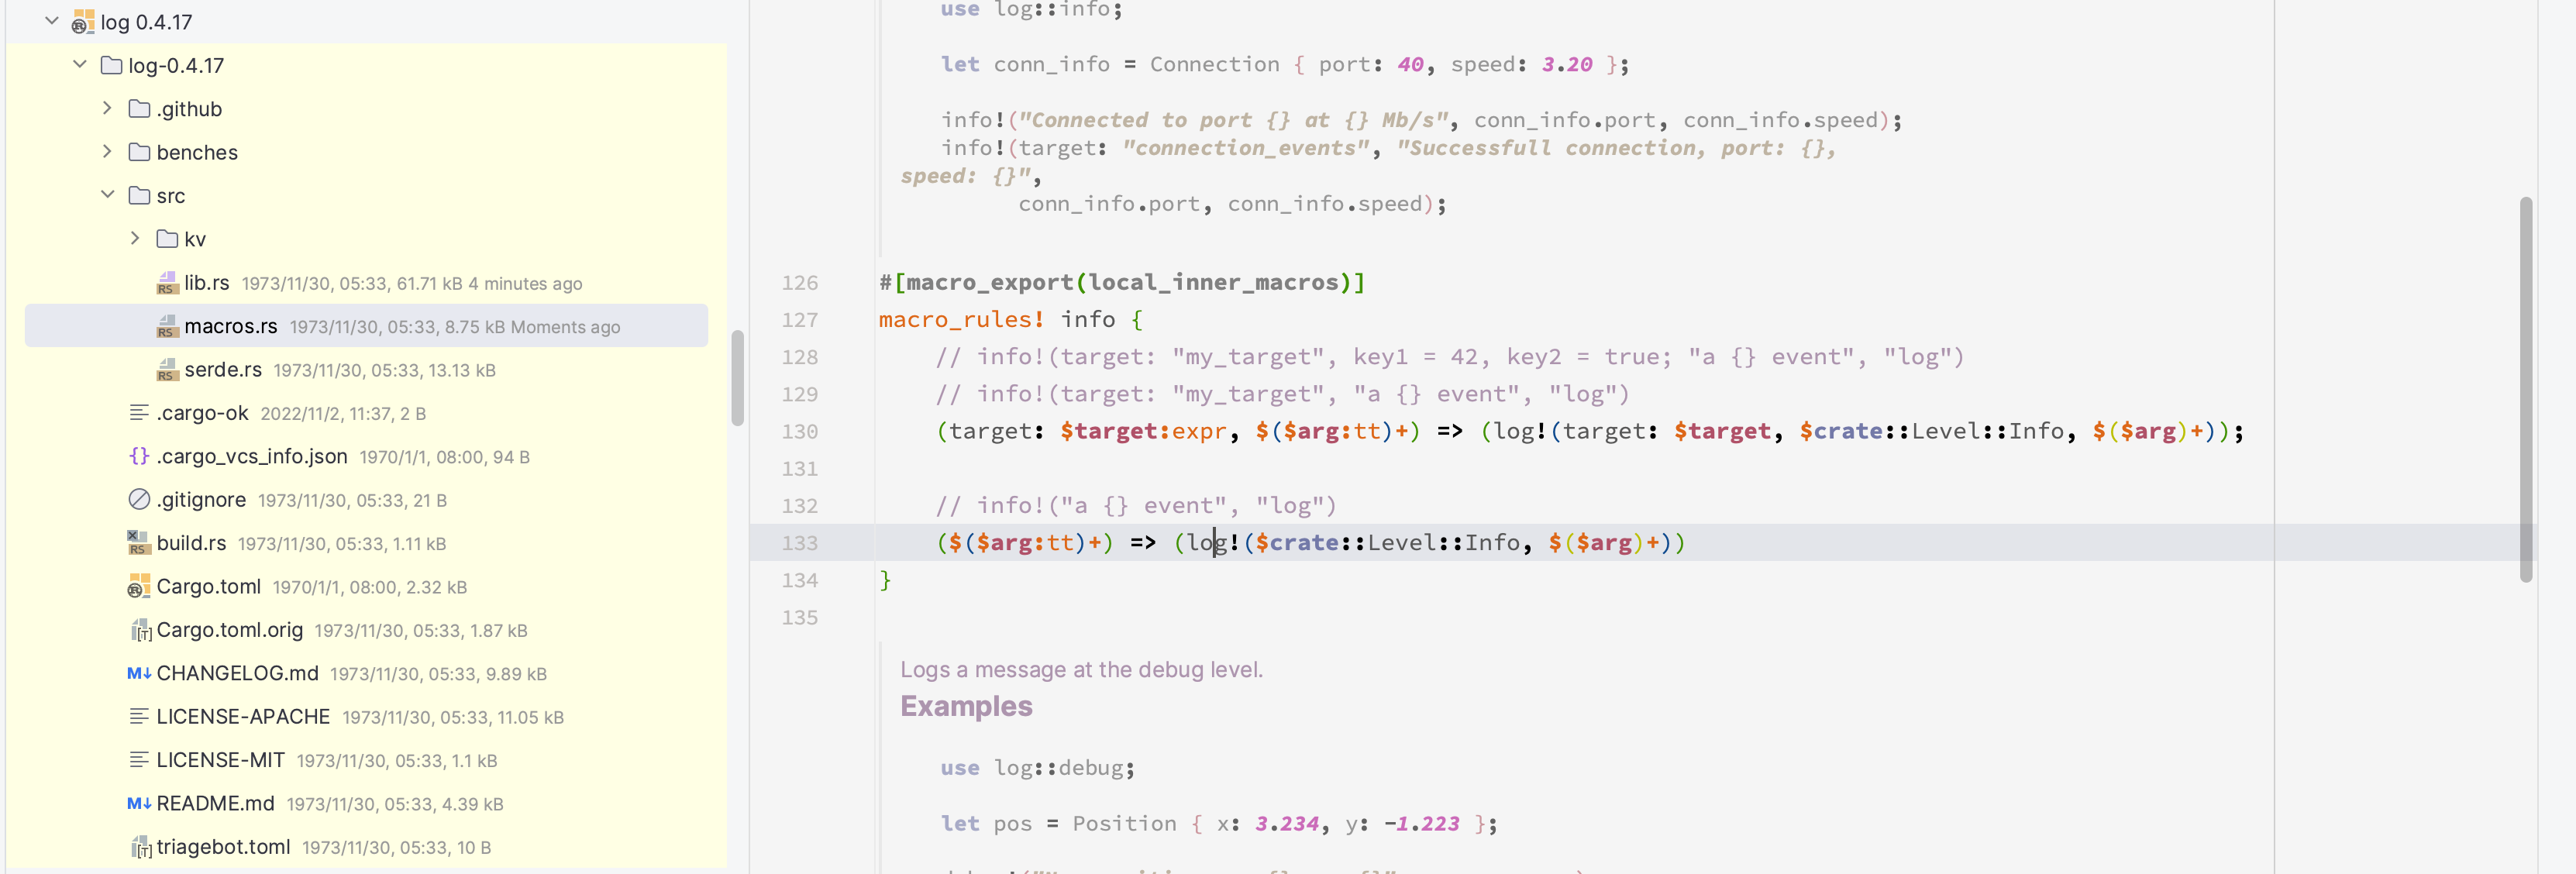 log 0.4.17
log-0.4.17
.github
benches
src
kv
lib.rs 1973/11/30, 05:33, 61.71 kB 4 minutes ago
macros.rs 1973/11/30, 05:33, 8.75 kB Moments ago
serde.rs 1973/11/30, 05:33, 13.13 kB
.cargo-ok 2022/11/2, 11:37, 2 B
.cargo_vcs_info.json 1970/1/1, 08:00, 94 B
.gitignore 1973/11/30, 05:33, 21 B
build.rs 1973/11/30, 05:33, 1.11 kB
Cargo.toml 1970/1/1, 08:00, 2.32 kB
Cargo.toml.orig 1973/11/30, 05:33, 1.87 kB
CHANGELOG.md 1973/11/30, 05:33, 9.89 kB
LICENSE-APACHE 1973/11/30, 05:33, 11.05 kB
LICENSE-MIT 1973/11/30, 05:33, 1.1 kB
README.md 1973/11/30, 05:33, 4.39 kB
triagebot.toml 1973/11/30, 05:33, 10 B
use log::info;
let conn_info = Connection { port: 40, speed: 3.20 };
info!("Connected to port {} at {} Mb/s", conn_info.port, conn_info.speed);
info!(target: "connection_events", "Successfull connection, port: {},
speed: {}",
conn_info.port, conn_info.speed);
126 #[macro_export(local_inner_macros)]
127 macro_rules! info {
128 // info!(target: "my_target", key1 = 42, key2 = true; "a {} event", "log")
129 // info!(target: "my_target", "a {} event", "log")
130 (target: $target:expr, $($arg:tt)+) => (log!(target: $target, $crate::Level::Info, $($arg)+));
131
132 // info!("a {} event", "log")
133 ($($arg:tt)+) => (log!($crate::Level::Info, $($arg)+))
134 }
135
Logs a message at the debug level.
Examples
use log::debug;
let pos = Position { x: 3.234, y: -1.223 };